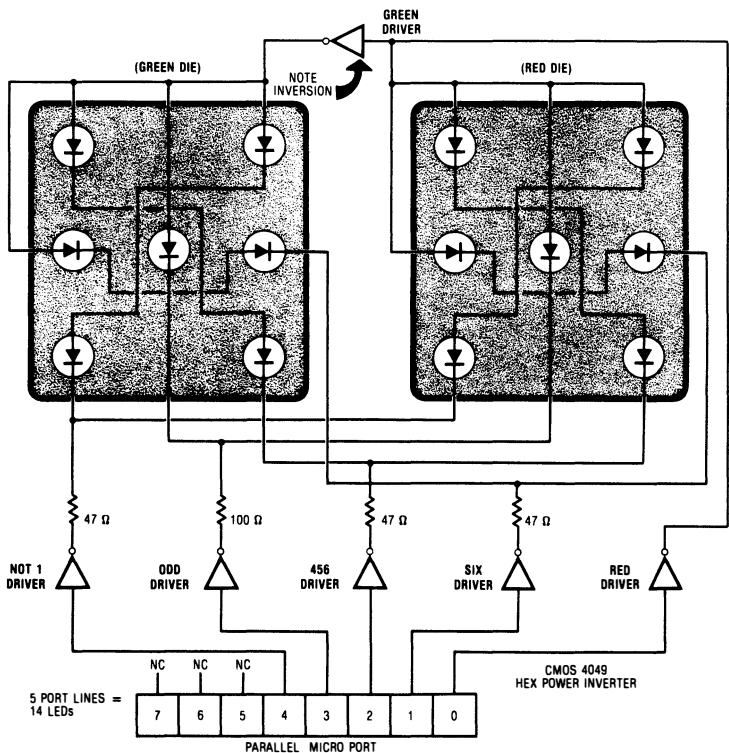 GREEN
DRIVER
(GREEN DIE)
NOTE
INVERSION
(RED DIE)
47 Ω
100 Ω
47 Ω
47 Ω
NOT 1
DRIVER
ODD
DRIVER
456
DRIVER
SIX
DRIVER
RED
DRIVER
NC
NC
NC
CMOS 4049
HEX POWER INVERTER
5 PORT LINES =
14 LEDs
7
6
5
4
3
2
1
0
PARALLEL MICRO PORT